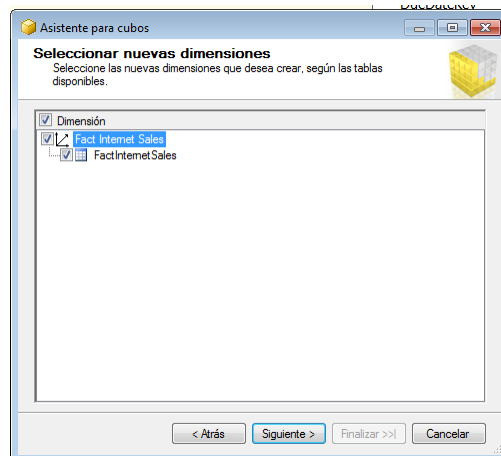 DueDateKey
Asistente para cubos
Seleccionar nuevas dimensiones
Seleccione las nuevas dimensiones que desea crear, según las tablas
disponibles.
Dimensión
Fact Internet Sales
FactInternetSales
< Atrás
Siguiente >
Finalizar >>|
Cancelar